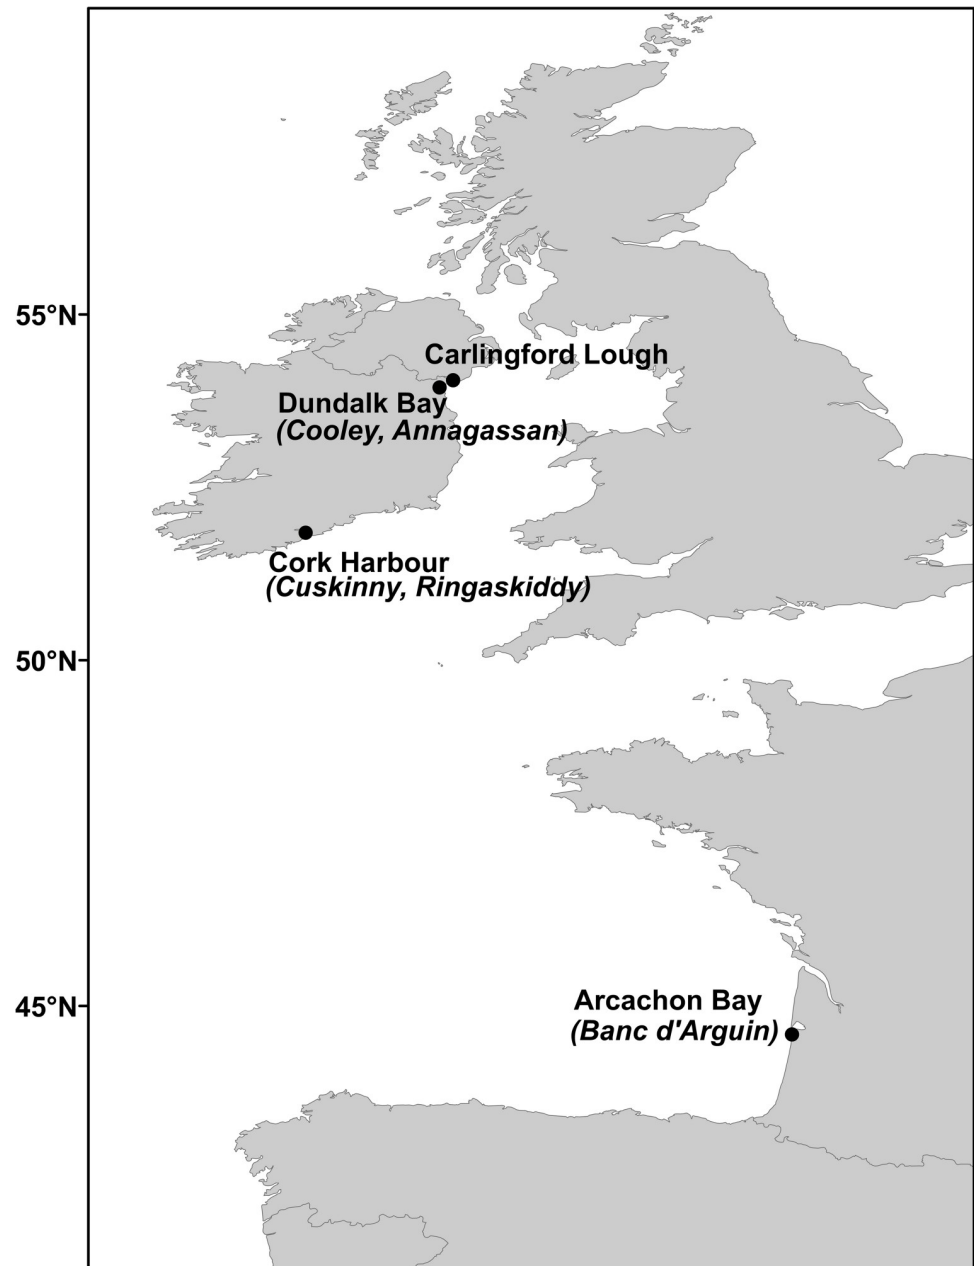 55°N
Carlingford Lough
Dundalk Bay
(Cooley, Annagassan)
Cork Harbour
(Cuskinny, Ringaskiddy)
50°N
45°N
Arcachon Bay
(Banc d'Arguin)